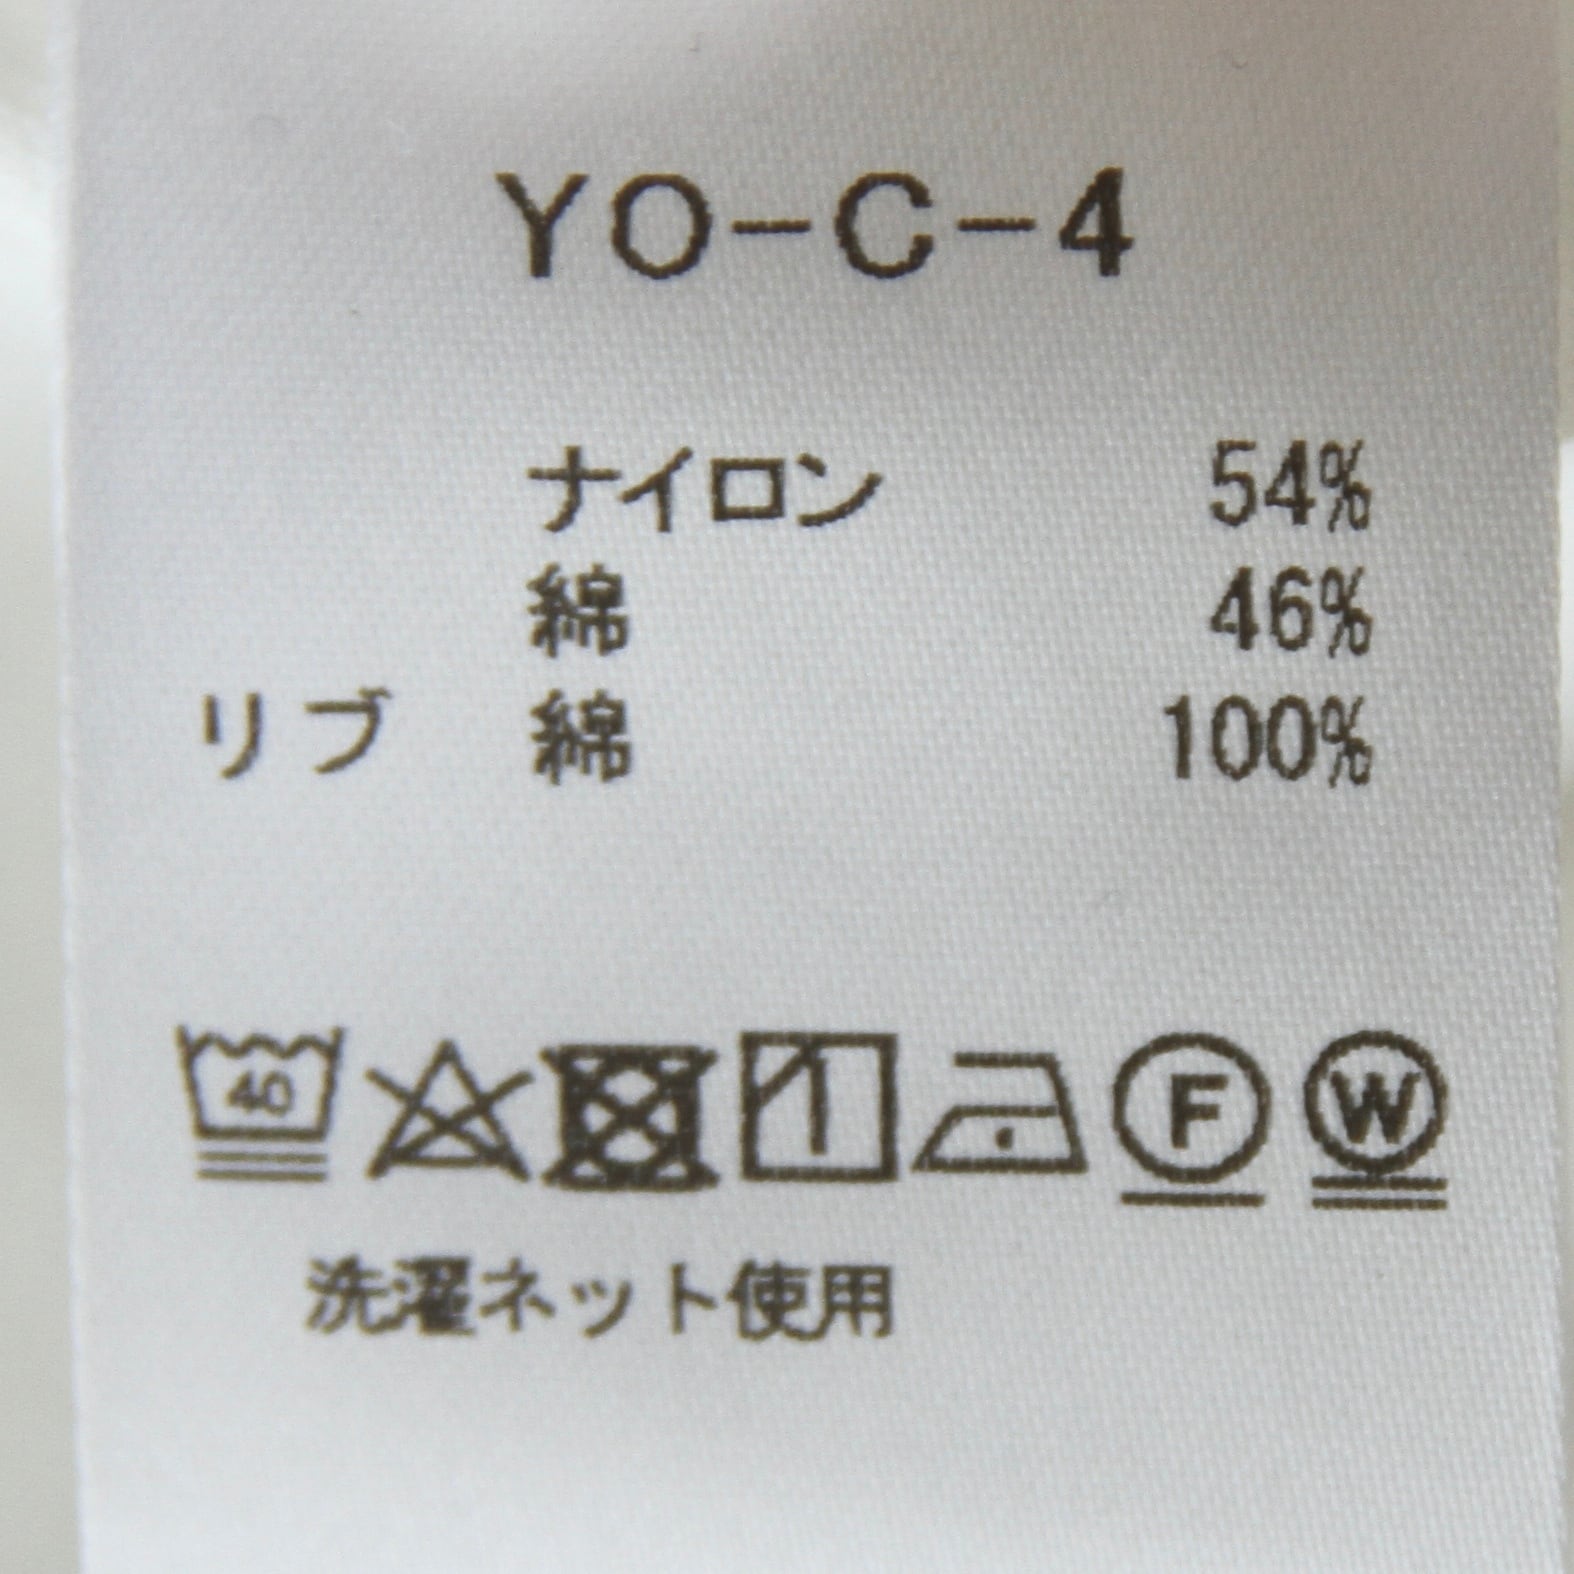 YO-C-4
ナイロン 54%
綿 46%
リブ 綿 100%
40 F W
洗濯ネット使用